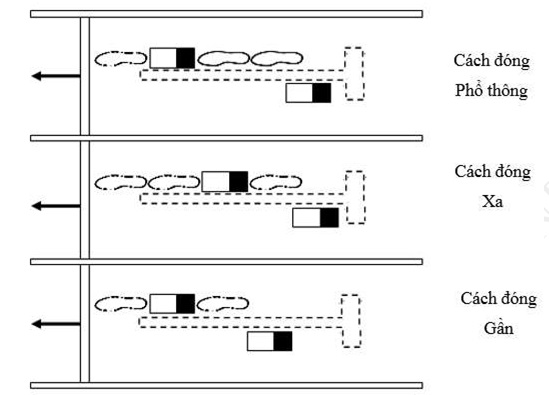 Cách đóng
Phổ thông
Cách đóng
Xa
Cách đóng
Gần